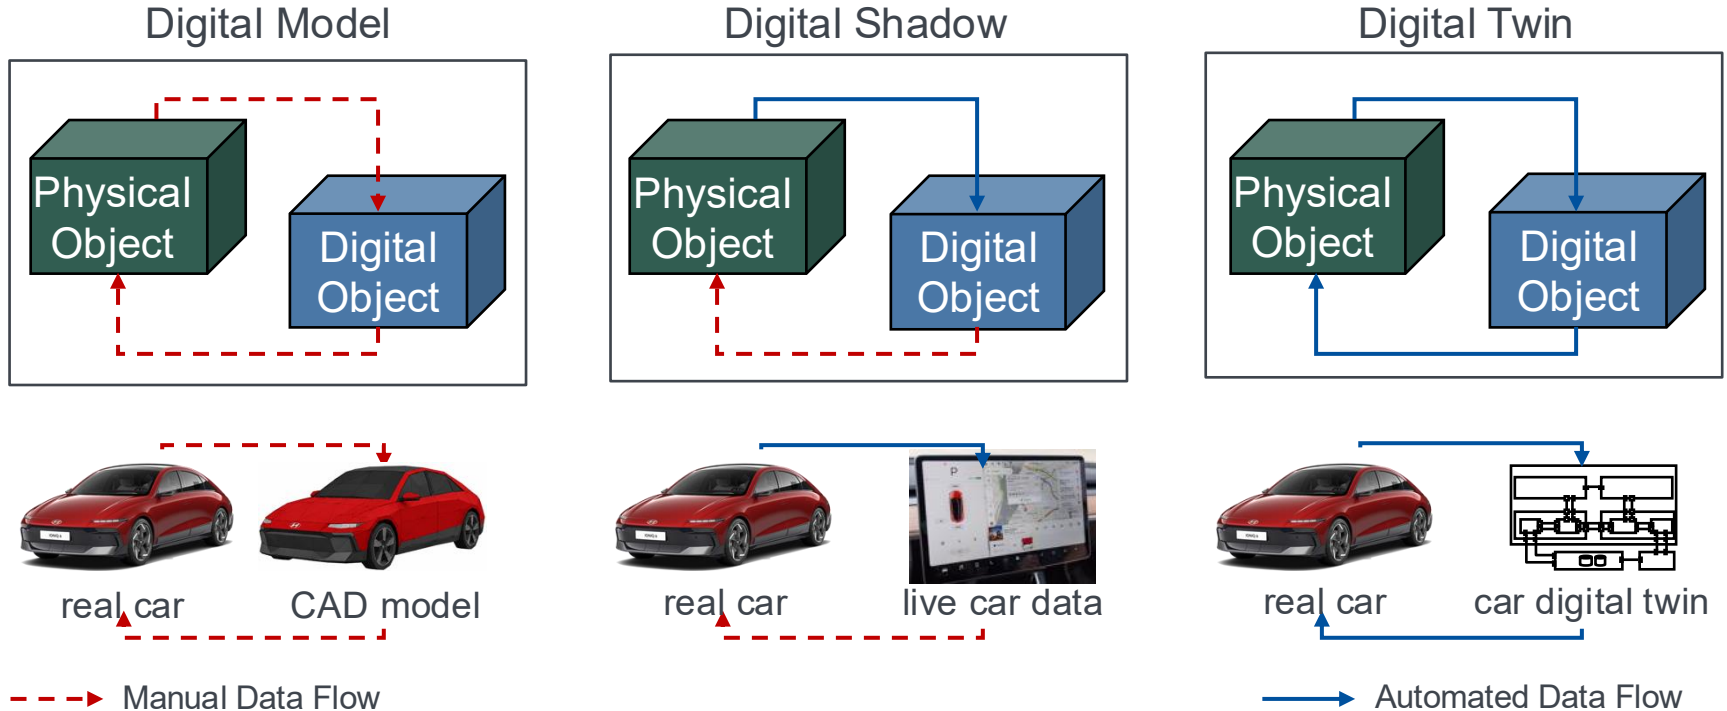 Digital Model
Digital Shadow
Digital Twin
Physical
Object
Digital
Object
Physical
Object
Digital
Object
Physical
Object
Digital
Object
P
real car
CAD model
real car
live car data
real car
car digital twin
Manual Data Flow
Automated Data Flow